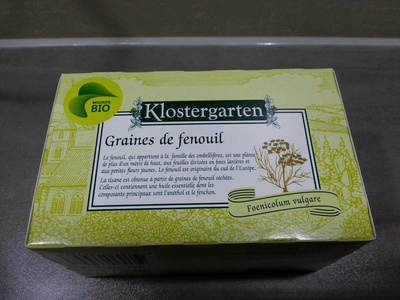 MIGROS
BIO
Klostergarten
Graines de fenouil
Le fenouil, qui appartient à la famille des ombellifères, est une plante
de plus d'un mètre de haut, aux feuilles divisées en fines lanières et
aux petites fleurs jaunes. Le fenouil est originaire du sud de l'Europe.
La tisane est obtenue à partir de graines de fenouil séchées.
Celles-ci contiennent une huile essentielle dont les
composants principaux sont l'anéthol et le fenchon.
Foenicolum vulgare